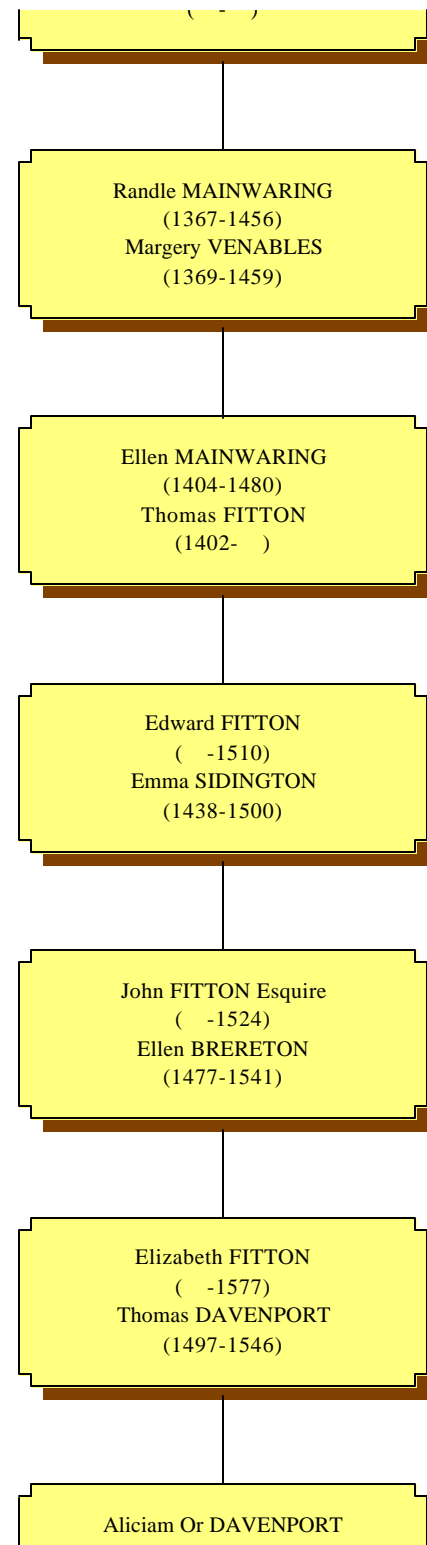 (    -    )
Randle MAINWARING
(1367-1456)
Margery VENABLES
(1369-1459)
Ellen MAINWARING
(1404-1480)
Thomas FITTON
(1402-    )
Edward FITTON
(    -1510)
Emma SIDINGTON
(1438-1500)
John FITTON Esquire
(    -1524)
Ellen BRERETON
(1477-1541)
Elizabeth FITTON
(    -1577)
Thomas DAVENPORT
(1497-1546)
Aliciam Or DAVENPORT